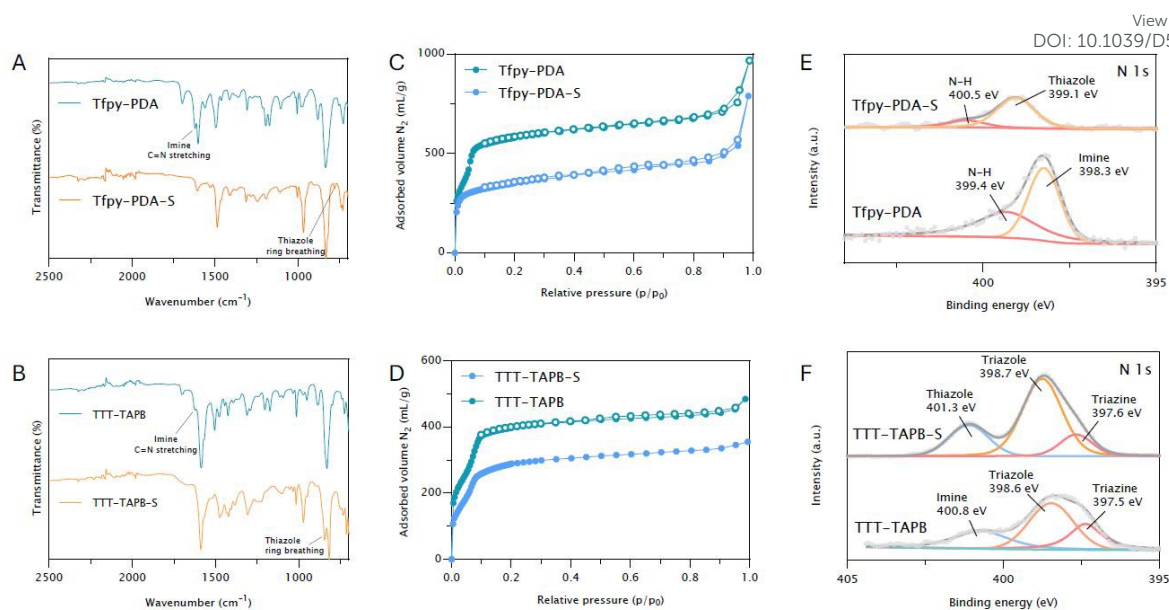 View
DOI: 10.1039/D5
A
Tfpy-PDA
Imine
C=N stretching
Tfpy-PDA-S
Thiazole
ring breathing
Transmittance (%)
2500
2000
1500
1000
Wavenumber (cm⁻¹)
C
Tfpy-PDA
Tfpy-PDA-S
Adsorbed volume N₂ (mL/g)
1000
500
0
0.0
0.2
0.4
0.6
0.8
1.0
Relative pressure (p/p₀)
E
N 1s
N-H
400.5 eV
Thiazole
399.1 eV
Tfpy-PDA-S
N-H
399.4 eV
Imine
398.3 eV
Tfpy-PDA
Intensity (a.u.)
400
395
Binding energy (eV)
B
TTT-TAPB
Imine
C=N stretching
TTT-TAPB-S
Thiazole
ring breathing
Transmittance (%)
2500
2000
1500
1000
Wavenumber (cm⁻¹)
D
TTT-TAPB-S
TTT-TAPB
Adsorbed volume N₂ (mL/g)
600
400
200
0
0.0
0.2
0.4
0.6
0.8
1.0
Relative pressure (p/p₀)
F
N 1s
Triazole
398.7 eV
Thiazole
401.3 eV
Triazine
397.6 eV
TTT-TAPB-S
Triazole
398.6 eV
Imine
400.8 eV
Triazine
397.5 eV
TTT-TAPB
Intensity (a.u.)
405
400
395
Binding energy (eV)